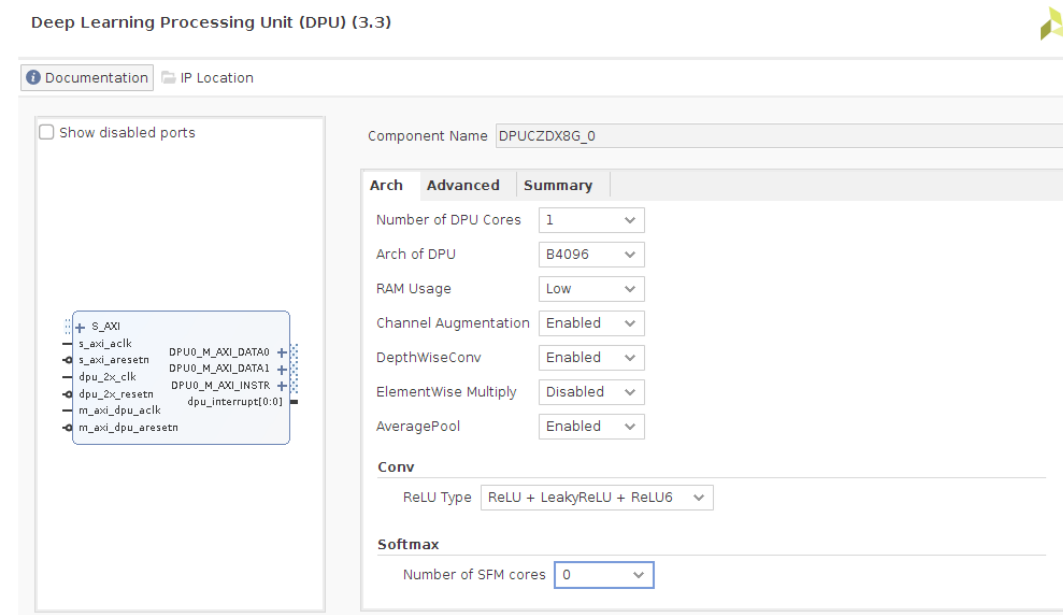 Deep Learning Processing Unit (DPU) (3.3)
Documentation IP Location
Show disabled ports
S_AXI
s_axi_aclk
s_axi_aresetn
dpu_2x_clk
dpu_2x_resetn
m_axi_dpu_aclk
m_axi_dpu_aresetn
DPU0_M_AXI_DATA0
DPU0_M_AXI_DATA1
DPU0_M_AXI_INSTR
dpu_interrupt[0:0]
Component Name DPUCZDX8G_0
Arch Advanced Summary
Number of DPU Cores 1
Arch of DPU B4096
RAM Usage Low
Channel Augmentation Enabled
DepthWiseConv Enabled
ElementWise Multiply Disabled
AveragePool Enabled
Conv
ReLU Type ReLU + LeakyReLU + ReLU6
Softmax
Number of SFM cores 0